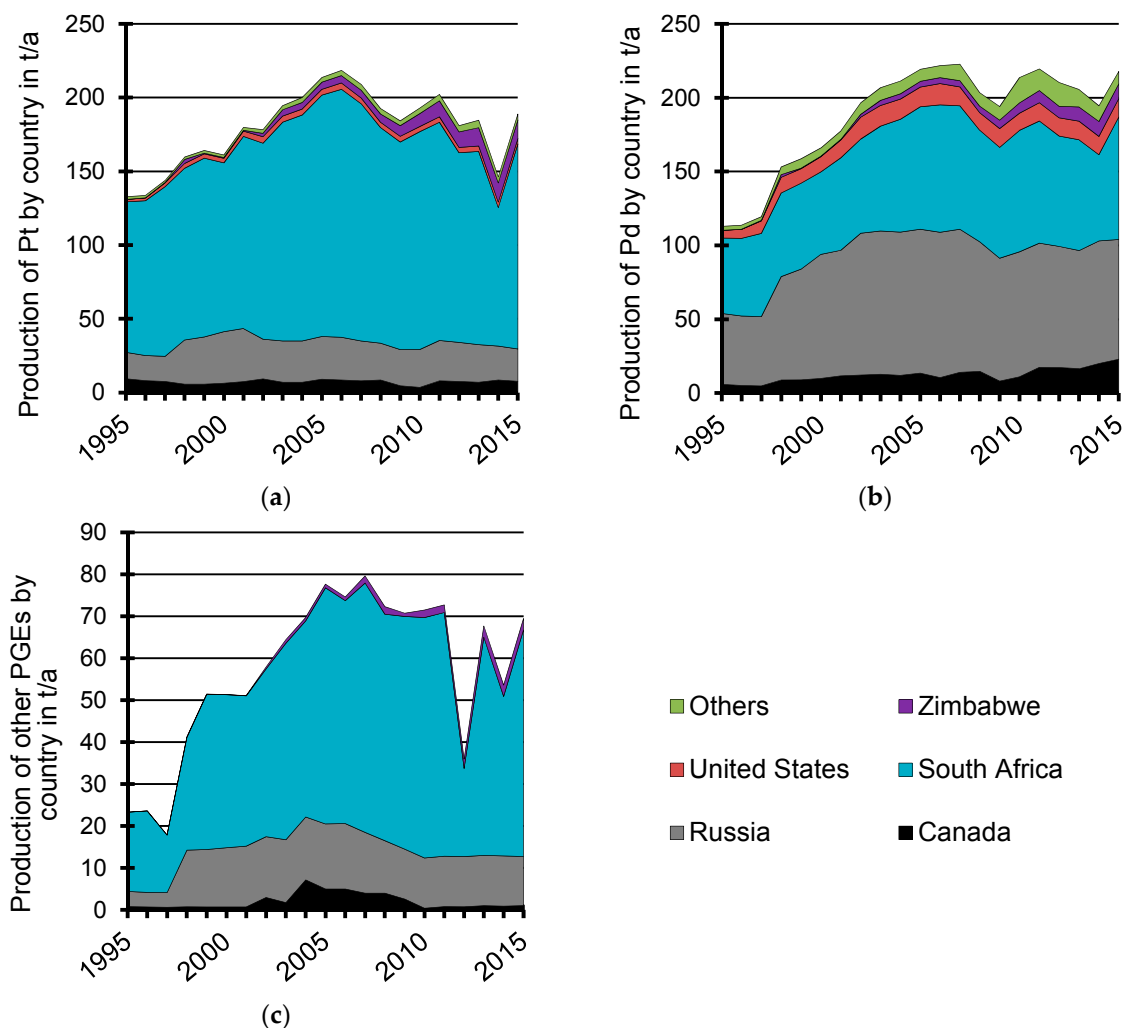 Production of Pt by country in t/a
250
200
150
100
50
0
1995
2000
2005
2010
2015
(a)
Production of Pd by country in t/a
250
200
150
100
50
0
1995
2000
2005
2010
2015
(b)
Production of other PGEs by
country in t/a
90
80
70
60
50
40
30
20
10
0
1995
2000
2005
2010
2015
(c)
Others
Zimbabwe
United States
South Africa
Russia
Canada